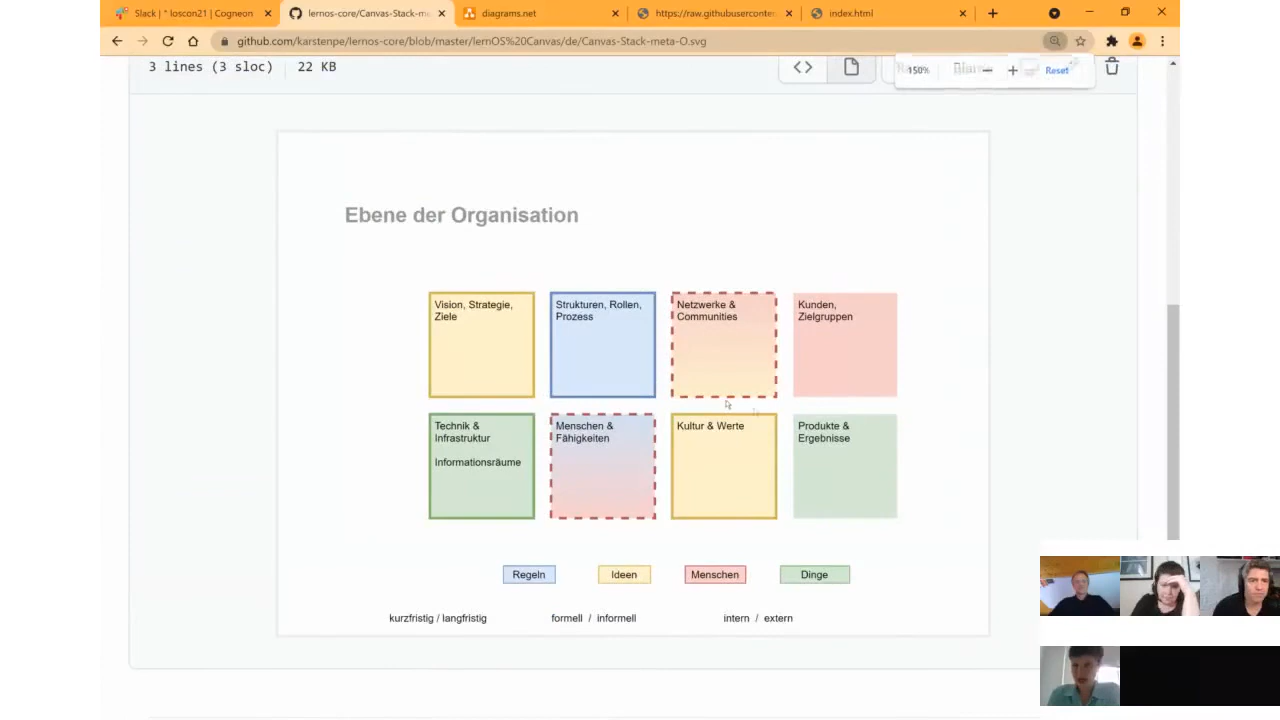 Slack | * loscon21 | Cogneon
lernos-core/Canvas-Stack-me
diagrams.net
https://raw.githubusercontent
index.html
github.com/karstenpe/lernos-core/blob/master/lernOS%20Canvas/de/Canvas-Stack-meta-O.svg
3 lines (3 sloc)
22 KB
150%
Reset
Ebene der Organisation
Vision, Strategie,
Ziele
Strukturen, Rollen,
Prozess
Netzwerke &
Communities
Kunden,
Zielgruppen
Technik &
Infrastruktur
Informationsräume
Menschen &
Fähigkeiten
Kultur & Werte
Produkte &
Ergebnisse
Regeln
Ideen
Menschen
Dinge
kurzfristig / langfristig
formell / informell
intern / extern